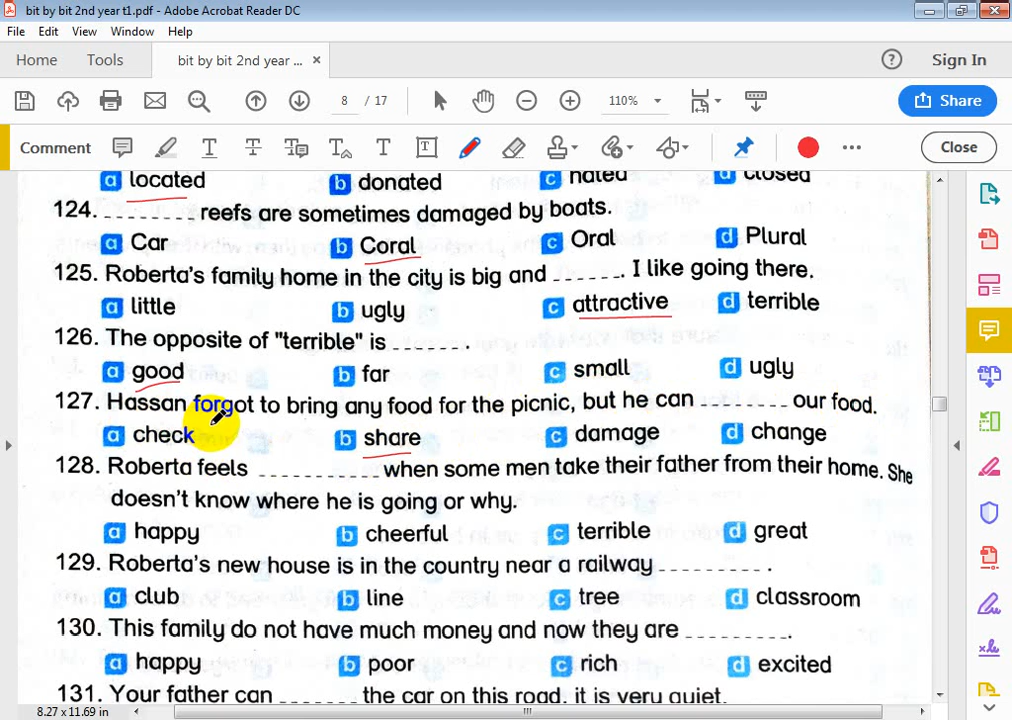 bit by bit 2nd year t1.pdf - Adobe Acrobat Reader DC
File Edit View Window Help
Home Tools bit by bit 2nd year ... × Sign In
8 / 17 110% Share
Comment Close
a located b donated c hated d closed
124. _ _ _ _ _ _ _ reefs are sometimes damaged by boats.
a Car b Coral c Oral d Plural
125. Roberta's family home in the city is big and _ _ _ _ _ . I like going there.
a little b ugly c attractive d terrible
126. The opposite of "terrible" is _ _ _ _ _ .
a good b far c small d ugly
127. Hassan forgot to bring any food for the picnic, but he can _ _ _ _ _ _ _ our food.
a check b share c damage d change
128. Roberta feels _ _ _ _ _ _ _ _ _ when some men take their father from their home. She
doesn't know where he is going or why.
a happy b cheerful c terrible d great
129. Roberta's new house is in the country near a railway _ _ _ _ _ _ _ .
a club b line c tree d classroom
130. This family do not have much money and now they are _ _ _ _ _ _ _ .
a happy b poor c rich d excited
131. Your father can _ _ _ _ _ _ the car on this road, it is very quiet.
8.27 x 11.69 in